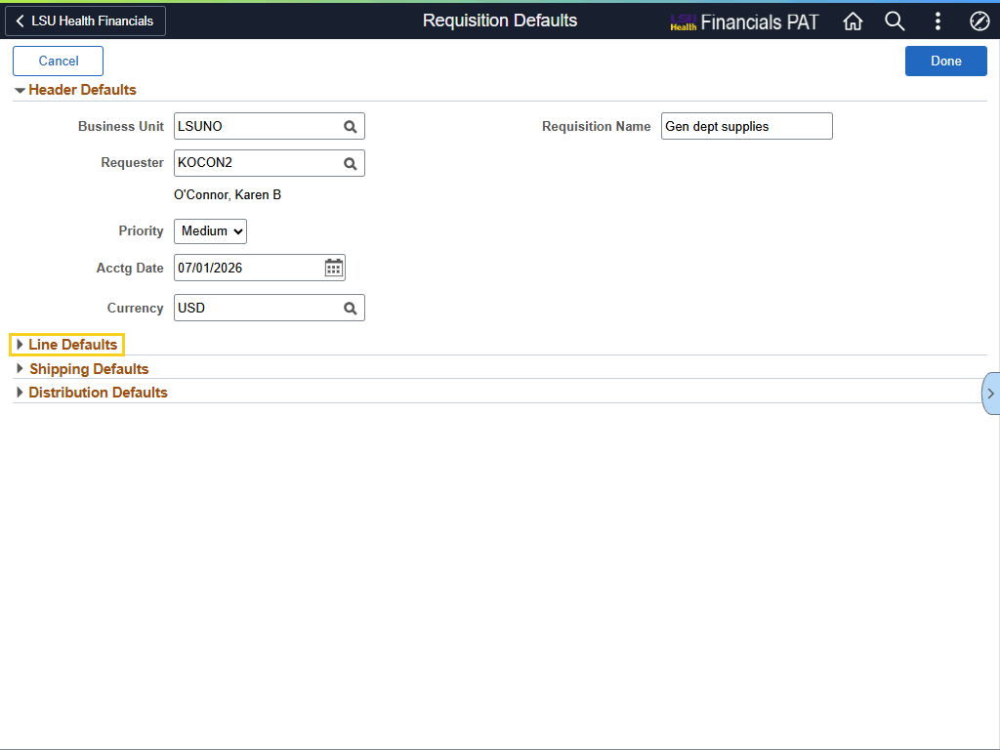 LSU Health Financials
Requisition Defaults
LSU Health Financials PAT
Cancel
Done
Header Defaults
Business Unit LSUNO
Requisition Name Gen dept supplies
Requester KOCON2
O'Connor, Karen B
Priority Medium
Acctg Date 07/01/2026
Currency USD
Line Defaults
Shipping Defaults
Distribution Defaults